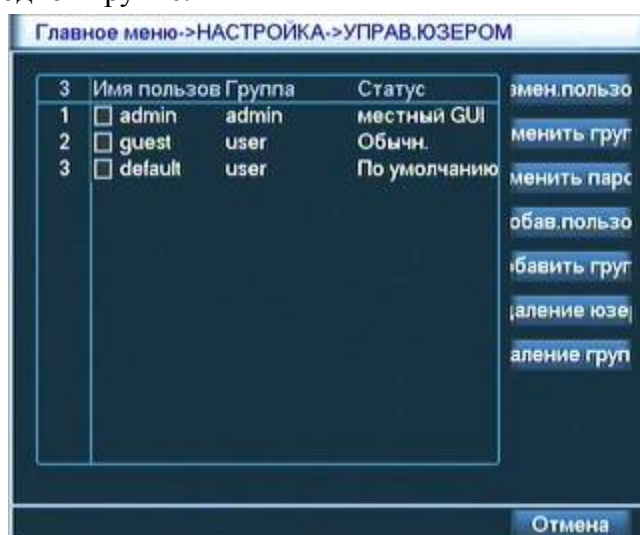 Главное меню->НАСТРОЙКА->УПРАВ.ЮЗЕРОМ
3 Имя пользов Группа Статус
1 admin admin местный GUI
2 guest user Обычн.
3 default user По умолчанию
змен.пользо
менить груп
менить парс
обав.пользо
бавить груп
даление юзе
аление груп
Отмена